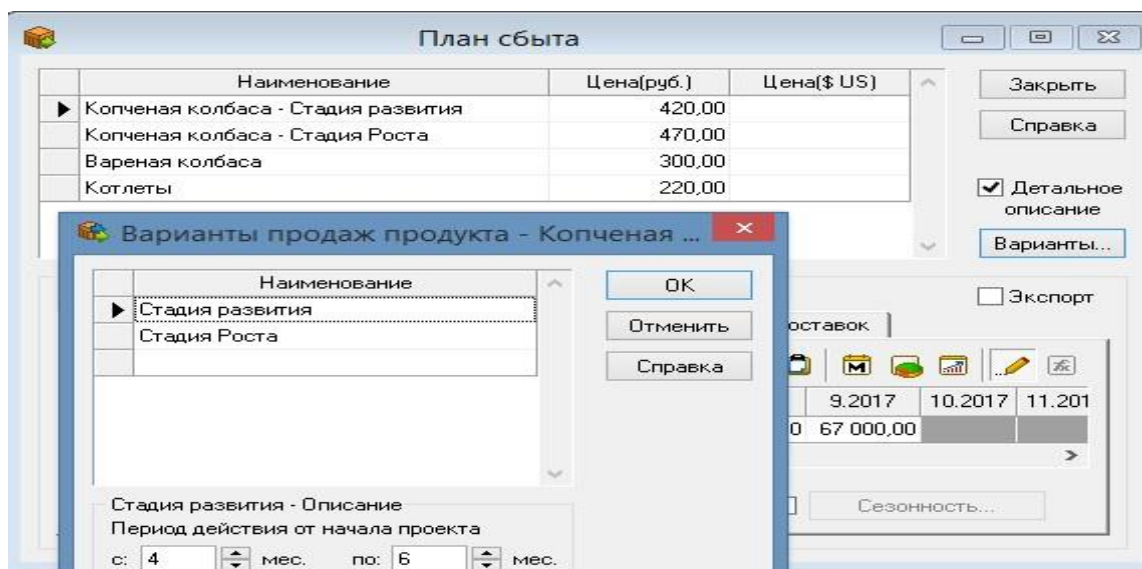 План сбыта
Наименование Цена(руб.) Цена($ US)
Копченая колбаса - Стадия развития 420,00
Копченая колбаса - Стадия Роста 470,00
Вареная колбаса 300,00
Котлеты 220,00
Закрыть
Справка
Детальное
описание
Варианты...
Варианты продаж продукта - Копченая ...
Наименование
Стадия развития
Стадия Роста
OK
Отменить
Справка
Экспорт
оставок
9.2017 10.2017 11.201
0 67 000,00
Сезонность...
Стадия развития - Описание
Период действия от начала проекта
с: 4 мес. по: 6 мес.